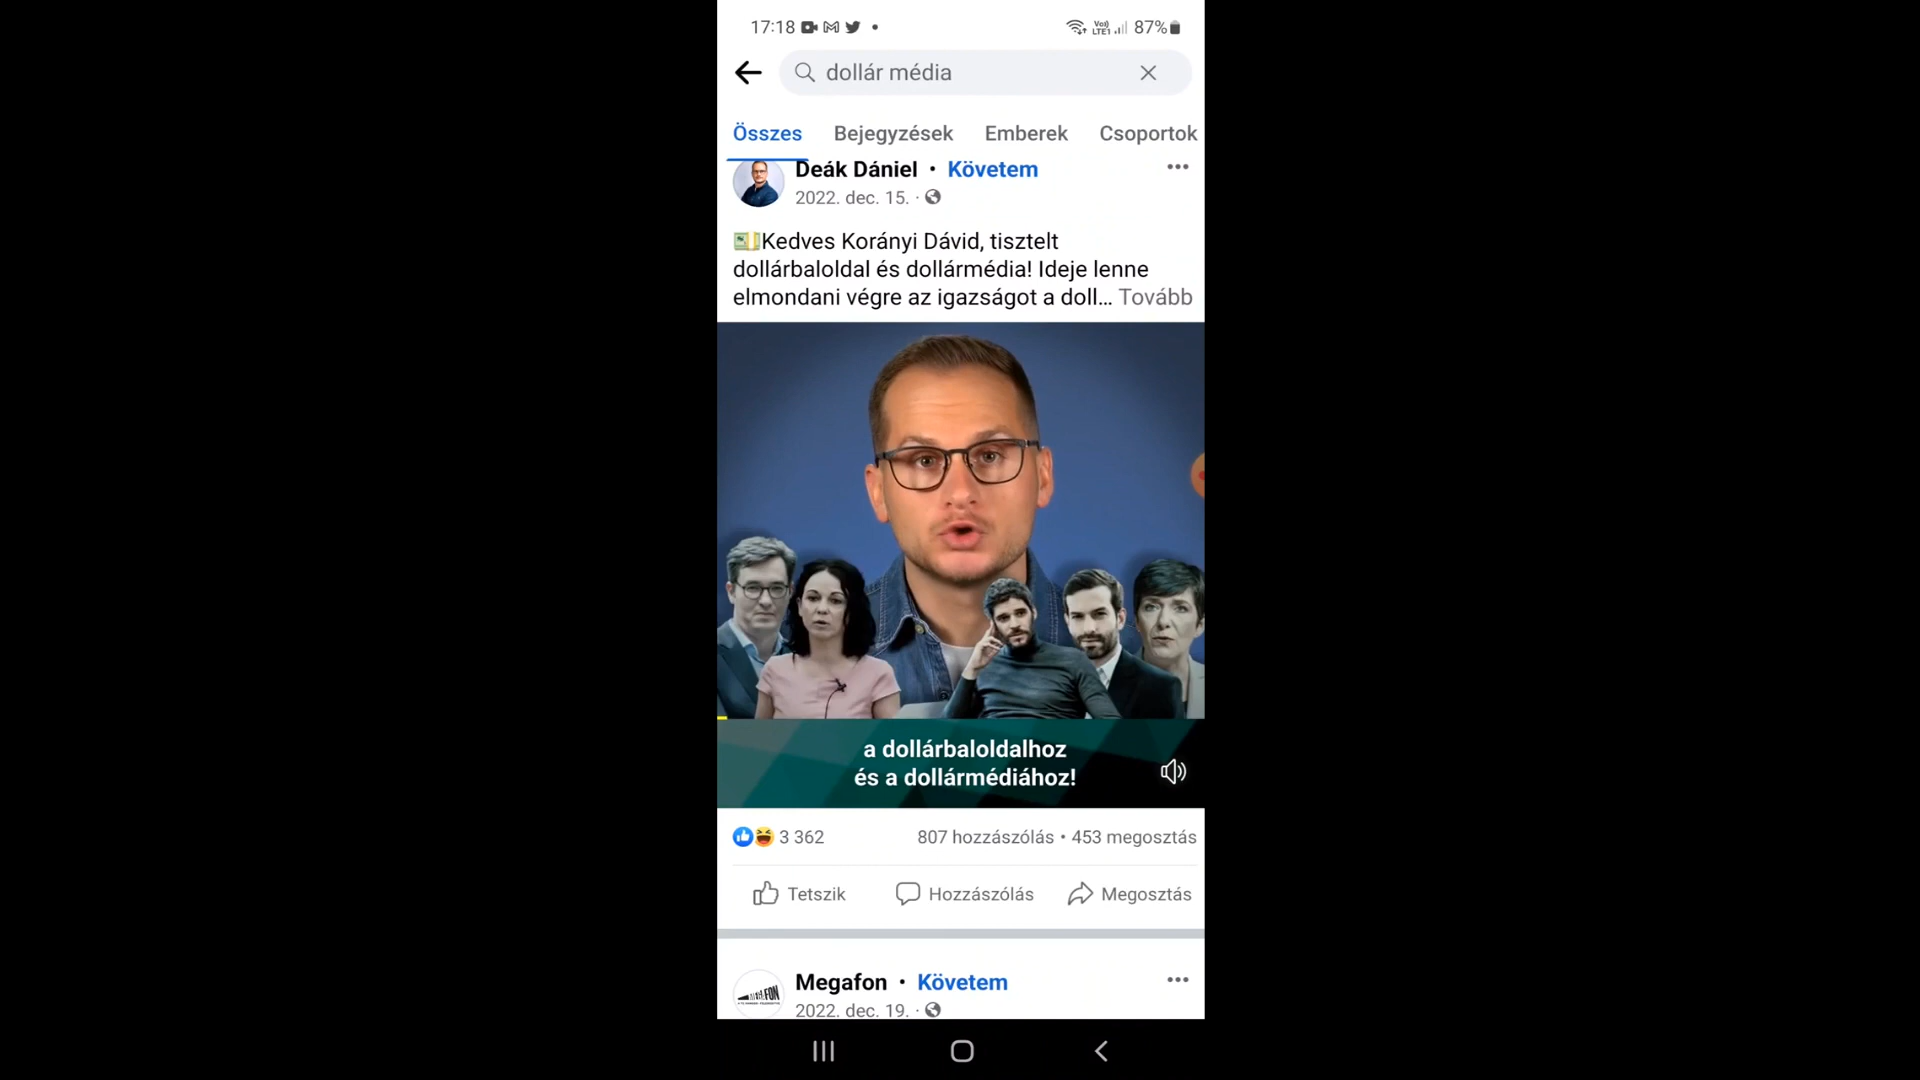 17:18
Vo)) LTE1 87%
dollár média
Összes Bejegyzések Emberek Csoportok
Deák Dániel • Követem
2022. dec. 15. ·
Kedves Korányi Dávid, tisztelt
dollárbaloldal és dollármédia! Ideje lenne
elmondani végre az igazságot a doll... Tovább
a dollárbaloldalhoz
és a dollármédiához!
3 362 807 hozzászólás • 453 megosztás
Tetszik Hozzászólás Megosztás
Megafon • Követem
2022. dec. 19. ·